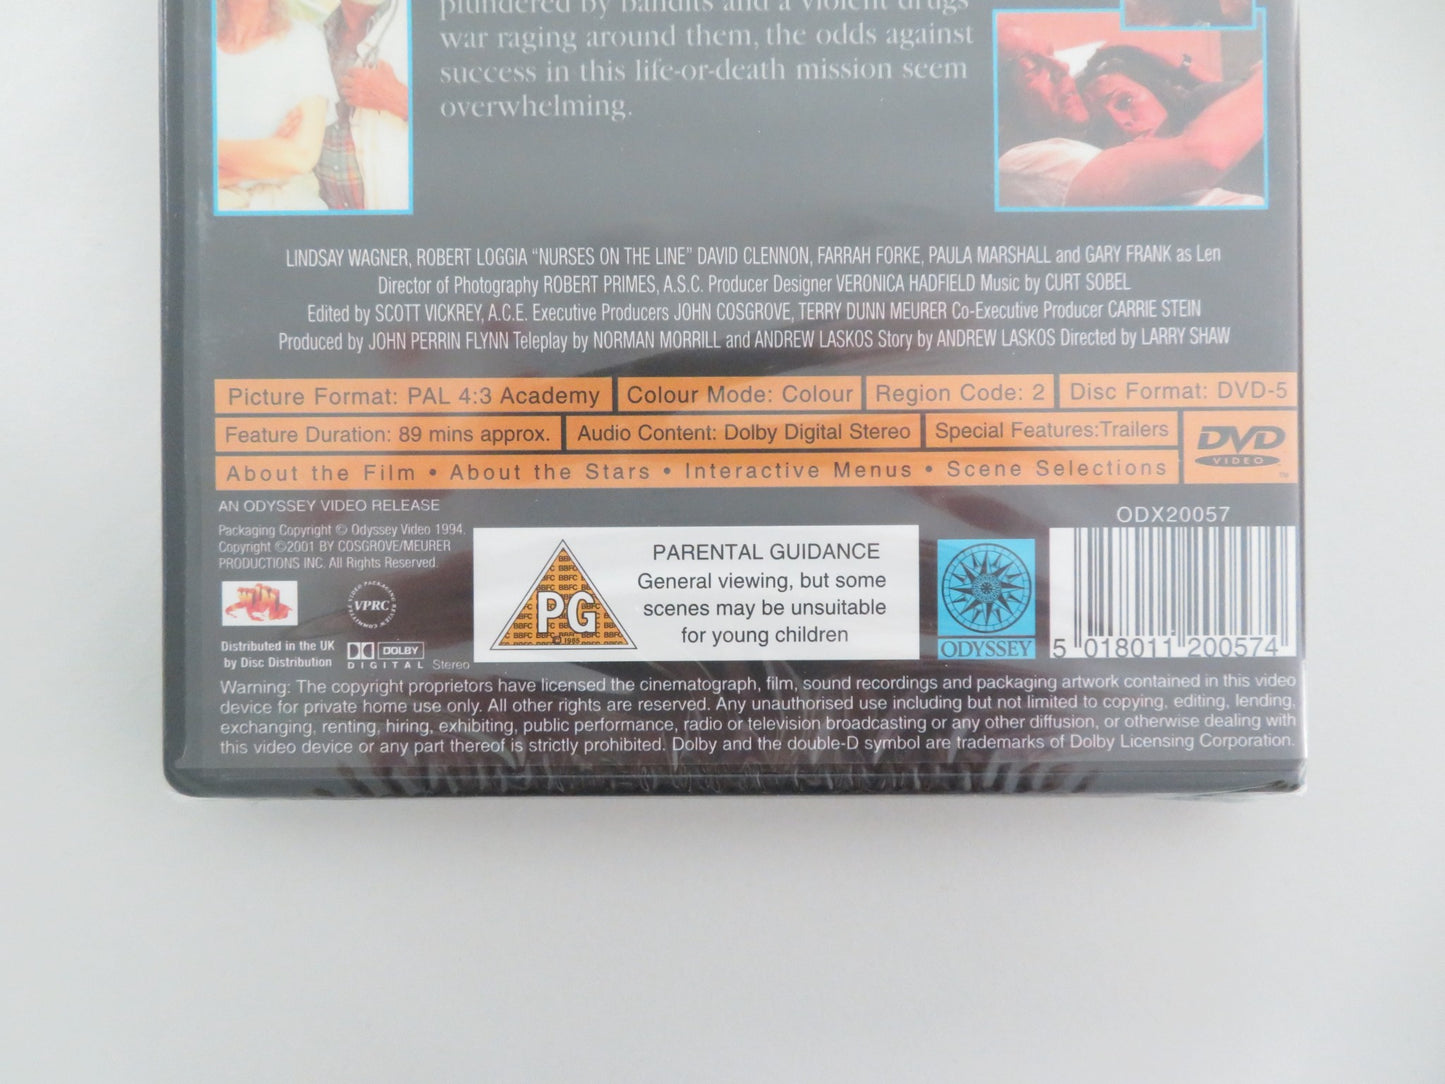 plundered by bandits and a violent drugs
war raging around them, the odds against
success in this life-or-death mission seem
overwhelming.
LINDSAY WAGNER, ROBERT LOGGIA “NURSES ON THE LINE” DAVID CLENNON, FARRAH FORKE, PAULA MARSHALL and GARY FRANK as Len
Director of Photography ROBERT PRIMES, A.S.C. Producer Designer VERONICA HADFIELD Music by CURT SOBEL
Edited by SCOTT VICKREY, A.C.E. Executive Producers JOHN COSGROVE, TERRY DUNN MEURER Co-Executive Producer CARRIE STEIN
Produced by JOHN PERRIN FLYNN Teleplay by NORMAN MORRILL and ANDREW LASKOS Story by ANDREW LASKOS Directed by LARRY SHAW
Picture Format: PAL 4:3 Academy Colour Mode: Colour Region Code: 2 Disc Format: DVD-5
Feature Duration: 89 mins approx. Audio Content: Dolby Digital Stereo Special Features:Trailers
About the Film • About the Stars • Interactive Menus • Scene Selections
DVD
VIDEO
TM
AN ODYSSEY VIDEO RELEASE
Packaging Copyright © Odyssey Video 1994.
Copyright ©2001 BY COSGROVE/MEURER
PRODUCTIONS INC. All Rights Reserved.
VIDEO PACKAGING REVIEW COMMITTEE
VPRC
Distributed in the UK
by Disc Distribution
DOLBY
DIGITAL Stereo
BBFC
PG
© 1985
PARENTAL GUIDANCE
General viewing, but some
scenes may be unsuitable
for young children
ODYSSEY
ODX20057
5 018011 200574
Warning: The copyright proprietors have licensed the cinematograph, film, sound recordings and packaging artwork contained in this video
device for private home use only. All other rights are reserved. Any unauthorised use including but not limited to copying, editing, lending,
exchanging, renting, hiring, exhibiting, public performance, radio or television broadcasting or any other diffusion, or otherwise dealing with
this video device or any part thereof is strictly prohibited. Dolby and the double-D symbol are trademarks of Dolby Licensing Corporation.